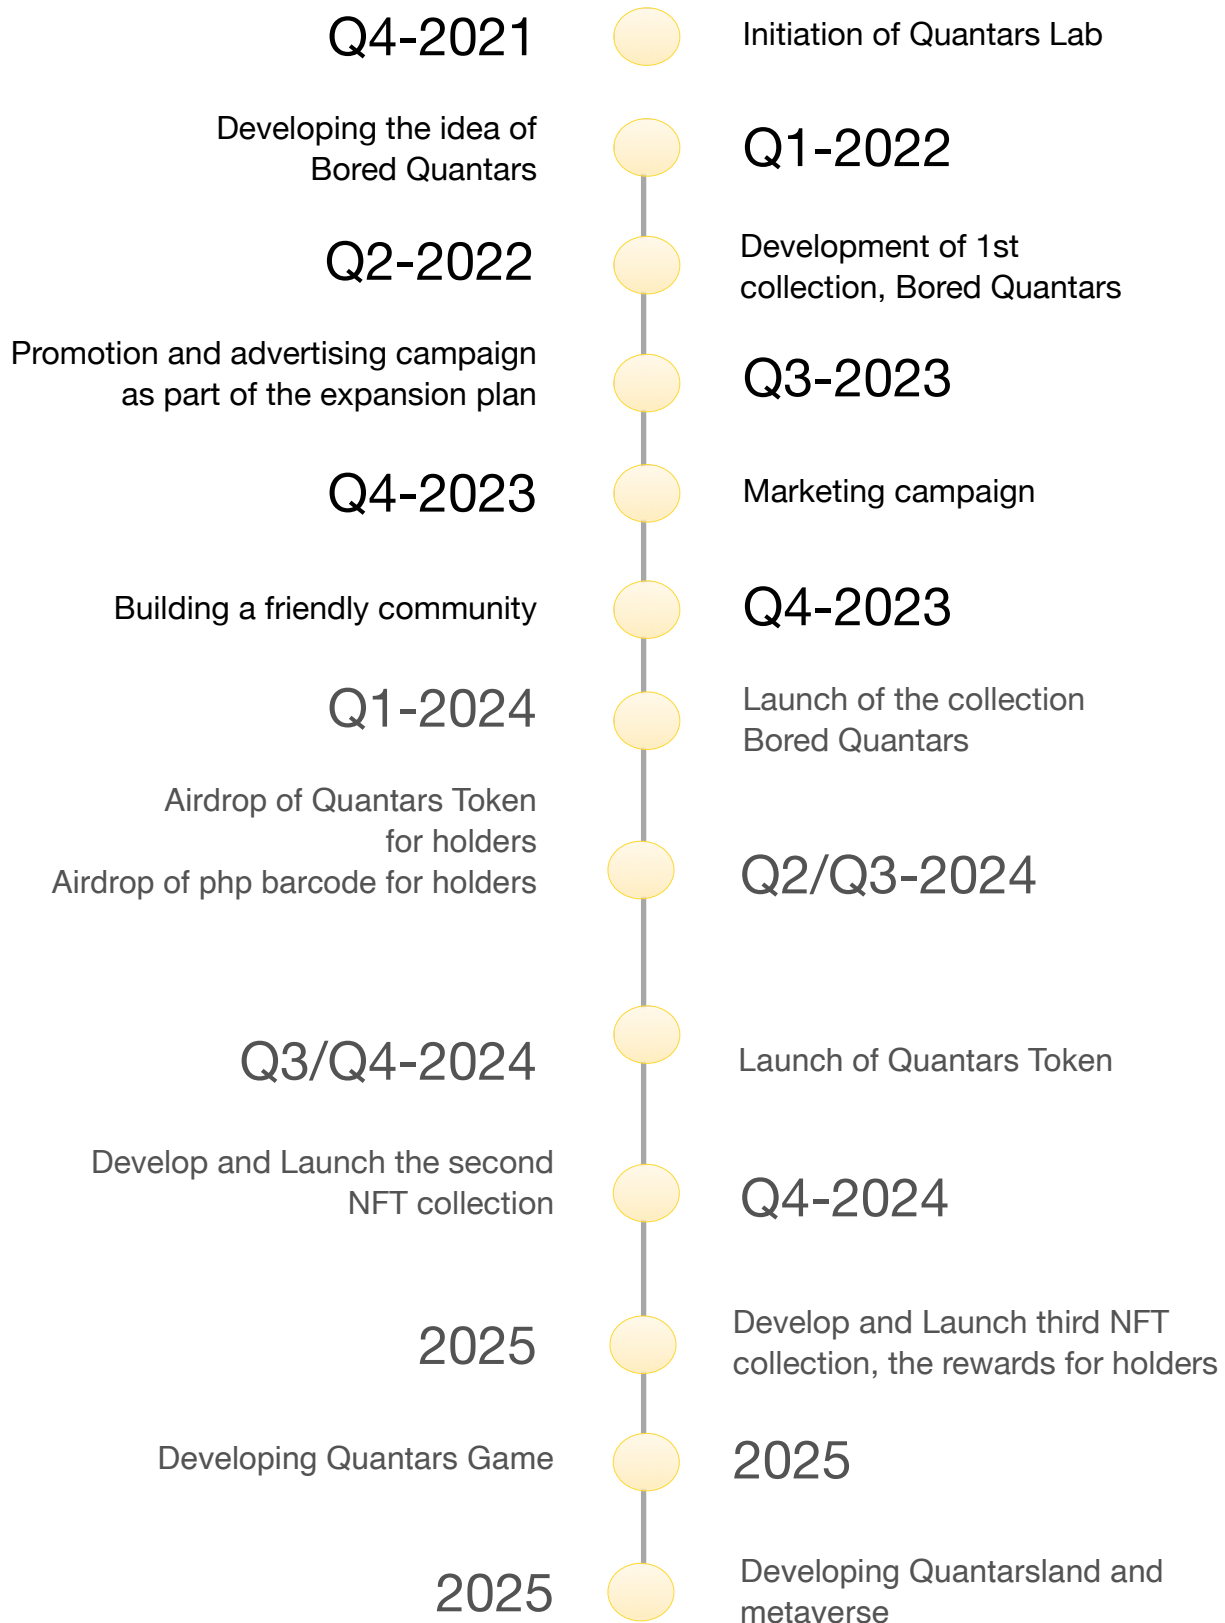 Q4-2021
Initiation of Quantars Lab
Developing the idea of
Bored Quantars
Q1-2022
Q2-2022
Development of 1st
collection, Bored Quantars
Promotion and advertising campaign
as part of the expansion plan
Q3-2023
Q4-2023
Marketing campaign
Building a friendly community
Q4-2023
Q1-2024
Launch of the collection
Bored Quantars
Airdrop of Quantars Token
for holders
Airdrop of php barcode for holders
Q2/Q3-2024
Q3/Q4-2024
Launch of Quantars Token
Develop and Launch the second
NFT collection
Q4-2024
2025
Develop and Launch third NFT
collection, the rewards for holders
Developing Quantars Game
2025
2025
Developing Quantarsland and
metaverse